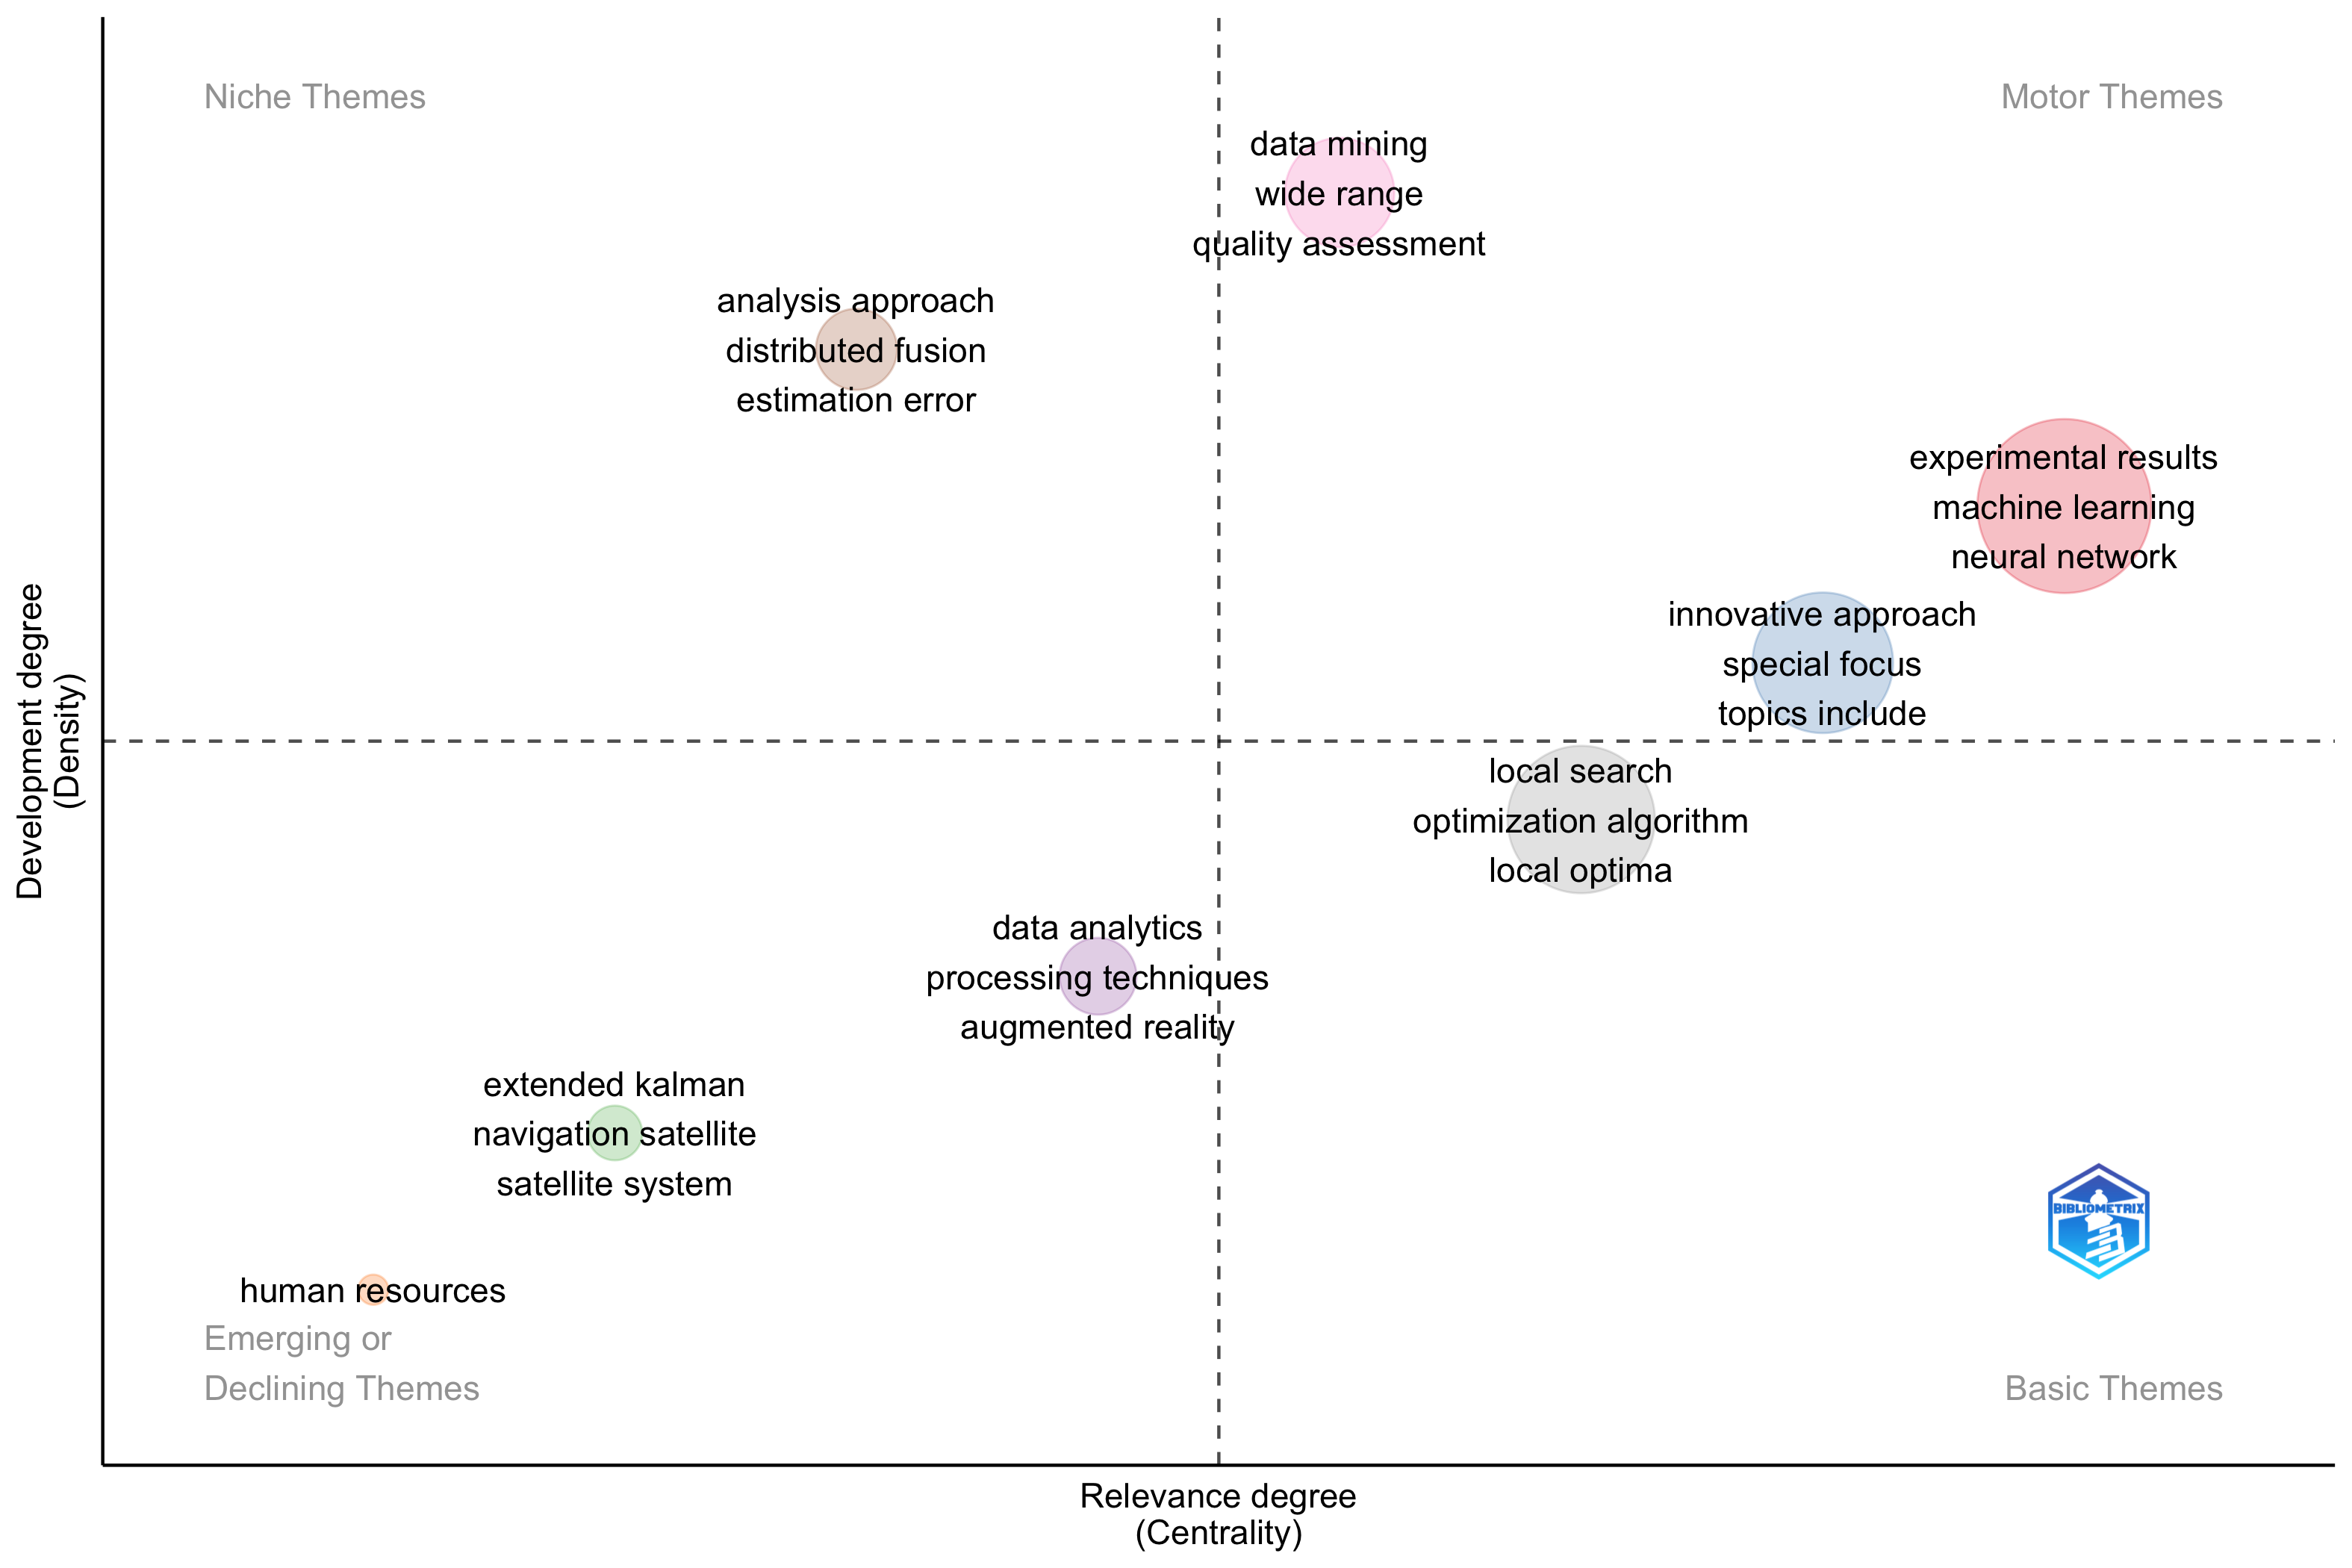 Niche Themes
Motor Themes
data mining
wide range
quality assessment
analysis approach
distributed fusion
estimation error
experimental results
machine learning
neural network
innovative approach
special focus
topics include
local search
optimization algorithm
local optima
data analytics
processing techniques
augmented reality
extended kalman
navigation satellite
satellite system
human resources
Emerging or
Declining Themes
BIBLIOMETRIX
Basic Themes
Development degree
(Density)
Relevance degree
(Centrality)